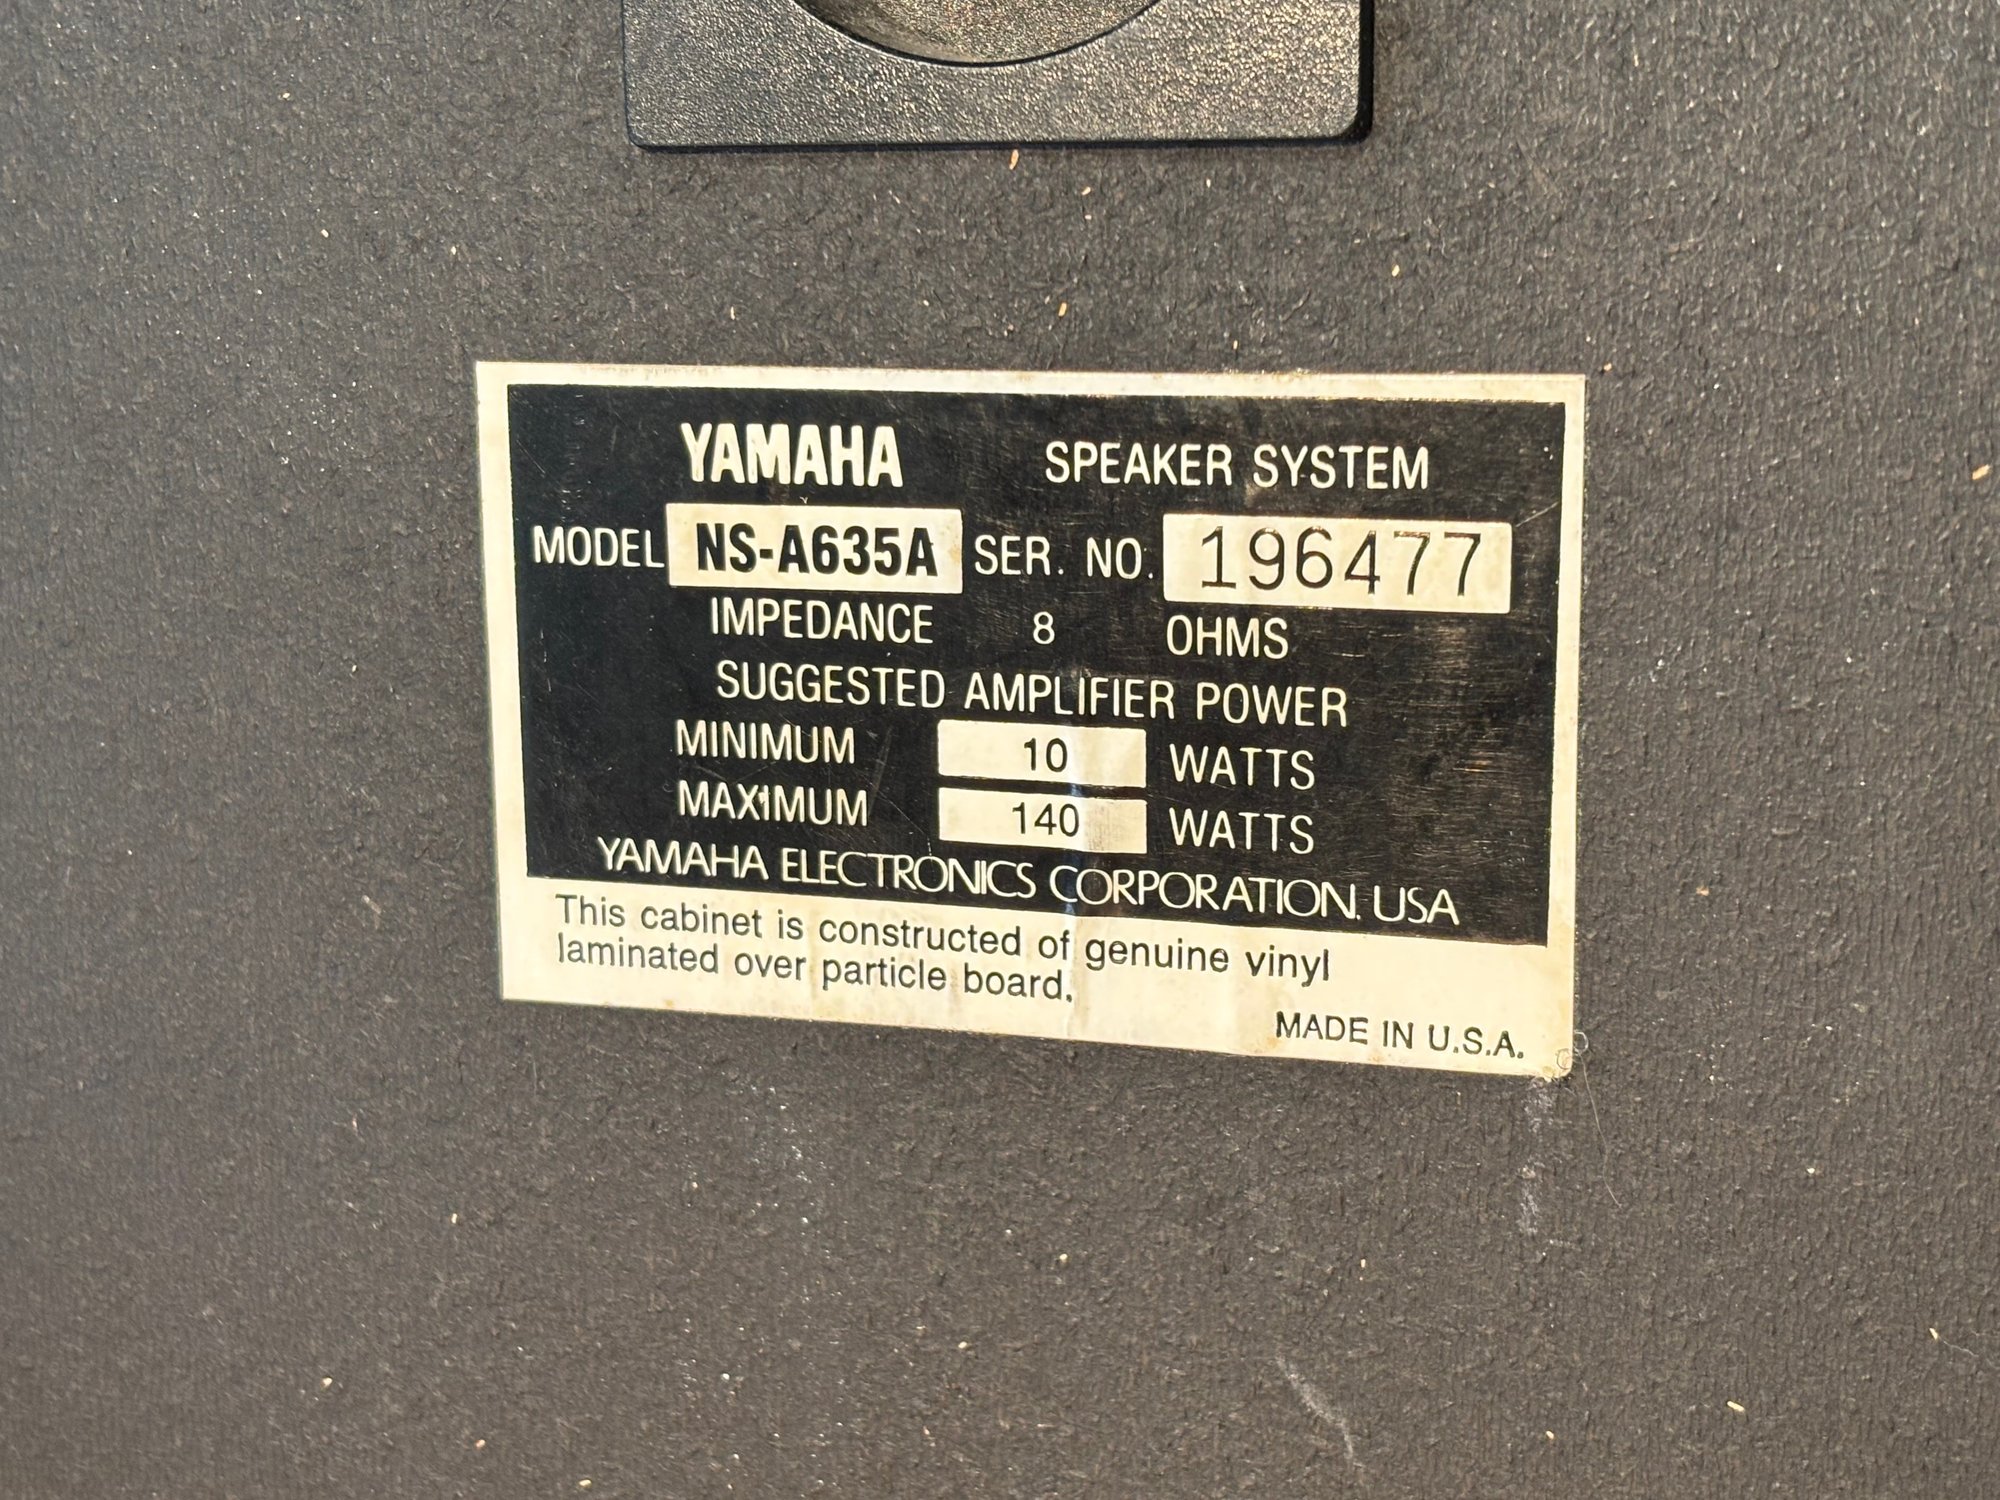 YAMAHA SPEAKER SYSTEM
MODEL NS-A635A SER. NO. 196477
IMPEDANCE 8 OHMS
SUGGESTED AMPLIFIER POWER
MINIMUM 10 WATTS
MAXIMUM 140 WATTS
YAMAHA ELECTRONICS CORPORATION. USA
This cabinet is constructed of genuine vinyl
laminated over particle board.
MADE IN U.S.A.